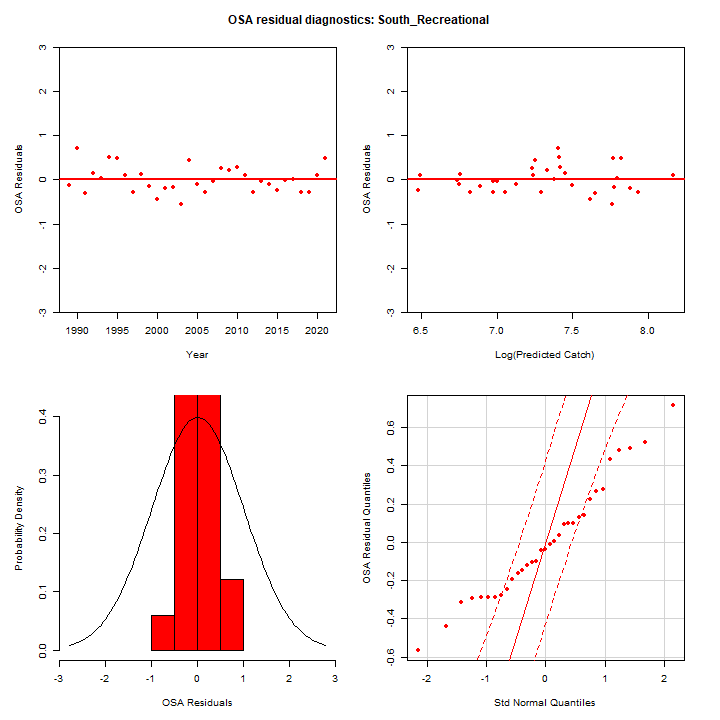 OSA residual diagnostics: South_Recreational
OSA Residuals
3
2
1
0
-1
-2
-3
1990 1995 2000 2005 2010 2015 2020
Year
OSA Residuals
3
2
1
0
-1
-2
-3
6.5 7.0 7.5 8.0
Log(Predicted Catch)
Probability Density
0.4
0.3
0.2
0.1
0.0
-3 -2 -1 0 1 2 3
OSA Residuals
OSA Residual Quantiles
0.6
0.4
0.2
0.0
-0.2
-0.4
-0.6
-2 -1 0 1 2
Std Normal Quantiles